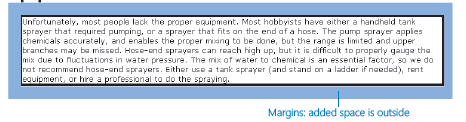 Unfortunately, most people lack the proper equipment. Most hobbyists have either a handheld tank
sprayer that required pumping, or a sprayer that fits on the end of a hose. The pump sprayer applies
chemicals accurately, and enables the proper mixing to be done, but the range is limited and upper
branches may be missed. Hose-end sprayers can reach high up, but it is difficult to properly gauge the
mix due to fluctuations in water pressure. The mix of water to chemical is an essential factor, so we do
not recommend hose-end sprayers. Either use a tank sprayer (and stand on a ladder if needed), rent
equipment, or hire a professional to do the spraying.
Margins: added space is outside